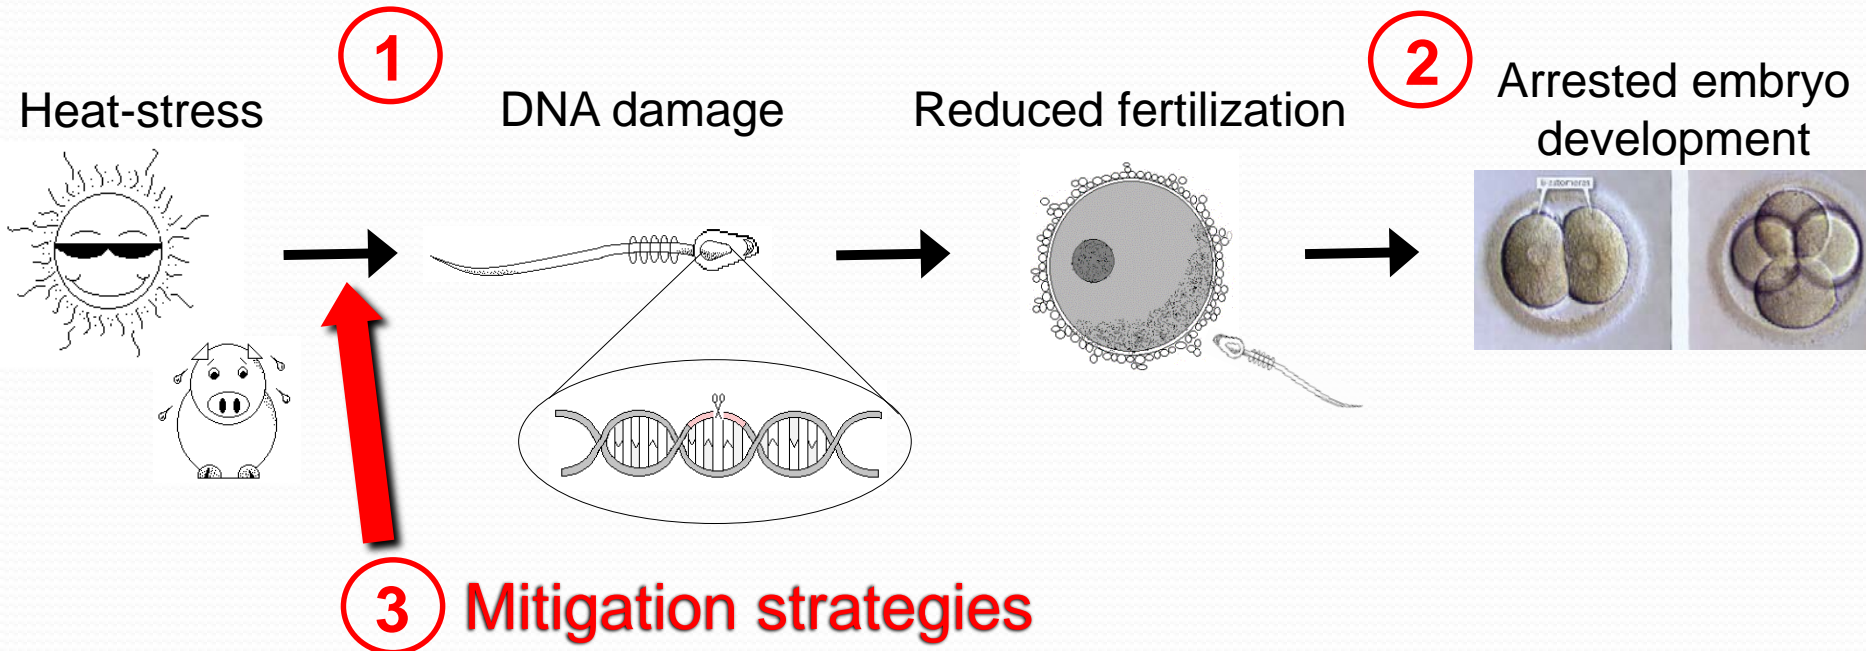 1
2
Heat-stress
DNA damage
Reduced fertilization
Arrested embryo
development
3
Mitigation strategies